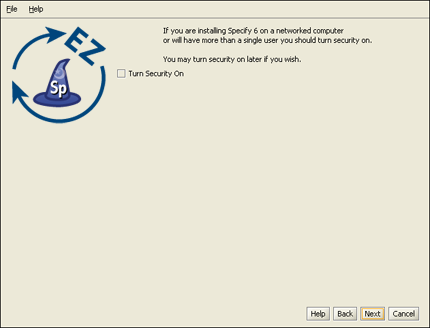 File Help
EZ
Sp
If you are installing Specify 6 on a networked computer
or will have more than a single user you should turn security on.
You may turn security on later if you wish.
Turn Security On
Help Back Next Cancel